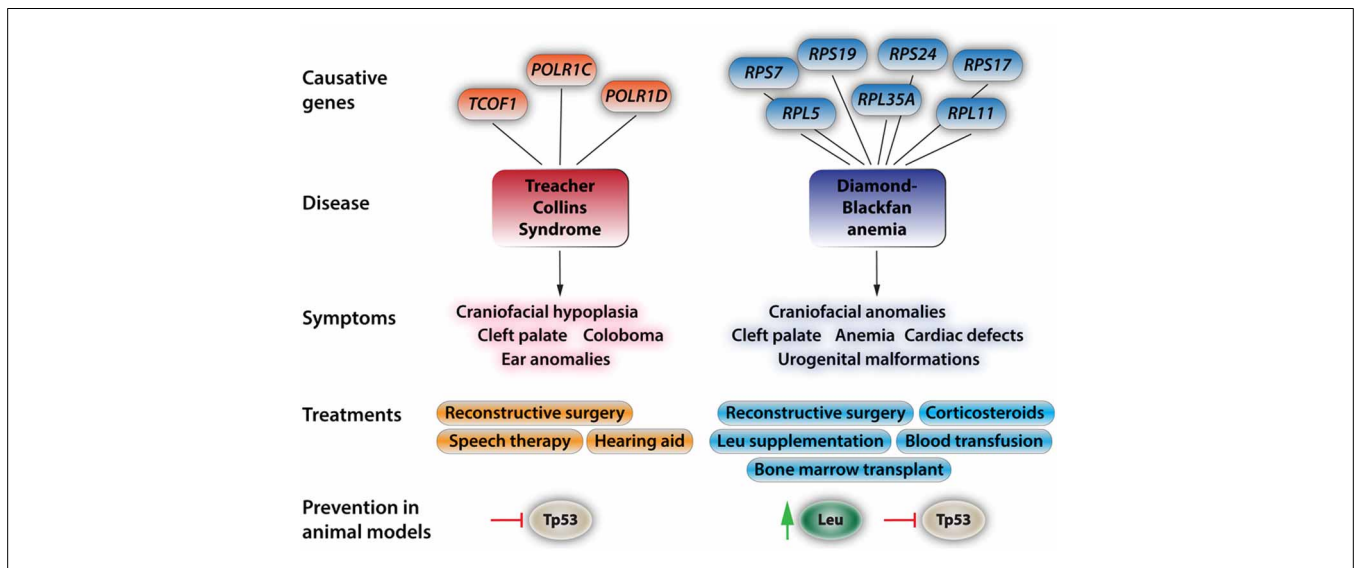 Causative
genes
TCOF1
POLR1C
POLR1D
RPS7
RPS19
RPS24
RPS17
RPL5
RPL35A
RPL11
Disease
Treacher
Collins
Syndrome
Diamond-
Blackfan
anemia
Symptoms
Craniofacial hypoplasia
Cleft palate Coloboma
Ear anomalies
Craniofacial anomalies
Cleft palate Anemia Cardiac defects
Urogenital malformations
Treatments
Reconstructive surgery
Speech therapy Hearing aid
Reconstructive surgery Corticosteroids
Leu supplementation Blood transfusion
Bone marrow transplant
Prevention in
animal models
Tp53
Leu
Tp53